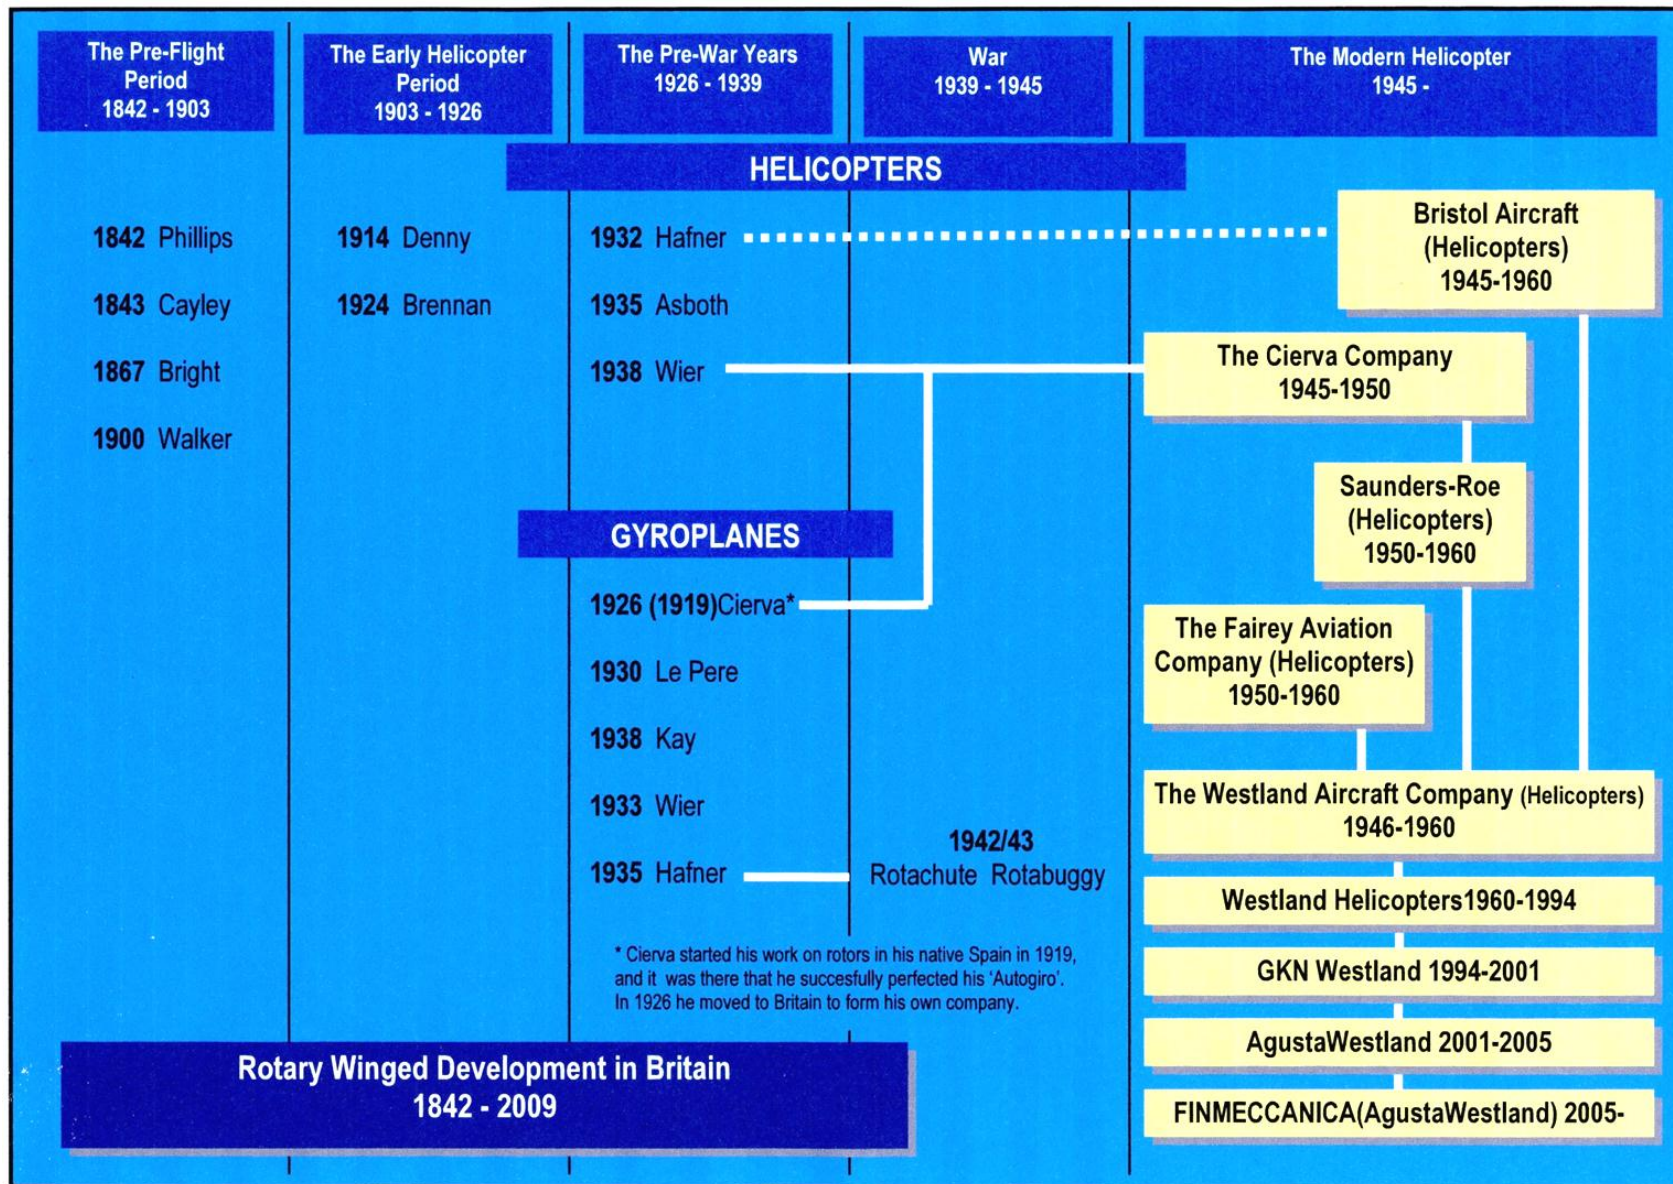 The Pre-Flight
Period
1842 - 1903
The Early Helicopter
Period
1903 - 1926
The Pre-War Years
1926 - 1939
War
1939 - 1945
The Modern Helicopter
1945 -
HELICOPTERS
1842 Phillips
1843 Cayley
1867 Bright
1900 Walker
1914 Denny
1924 Brennan
1932 Hafner
1935 Asboth
1938 Wier
GYROPLANES
1926 (1919)Cierva*
1930 Le Pere
1938 Kay
1933 Wier
1935 Hafner
1942/43
Rotachute Rotabuggy
* Cierva started his work on rotors in his native Spain in 1919,
and it was there that he succesfully perfected his 'Autogiro'.
In 1926 he moved to Britain to form his own company.
Bristol Aircraft
(Helicopters)
1945-1960
The Cierva Company
1945-1950
Saunders-Roe
(Helicopters)
1950-1960
The Fairey Aviation
Company (Helicopters)
1950-1960
The Westland Aircraft Company (Helicopters)
1946-1960
Westland Helicopters1960-1994
GKN Westland 1994-2001
AgustaWestland 2001-2005
FINMECCANICA(AgustaWestland) 2005-
Rotary Winged Development in Britain
1842 - 2009